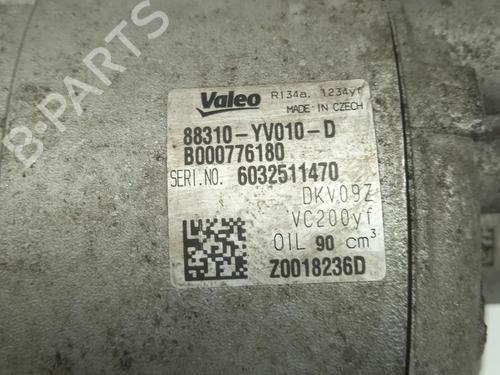 B-PARTS
Valeo R134a, 1234yf
MADE IN CZECH
88310-YV010-D
B000776180
SERI.NO. 6032511470
DKV09Z
VC200yf
OIL 90 cm³
Z0018236D